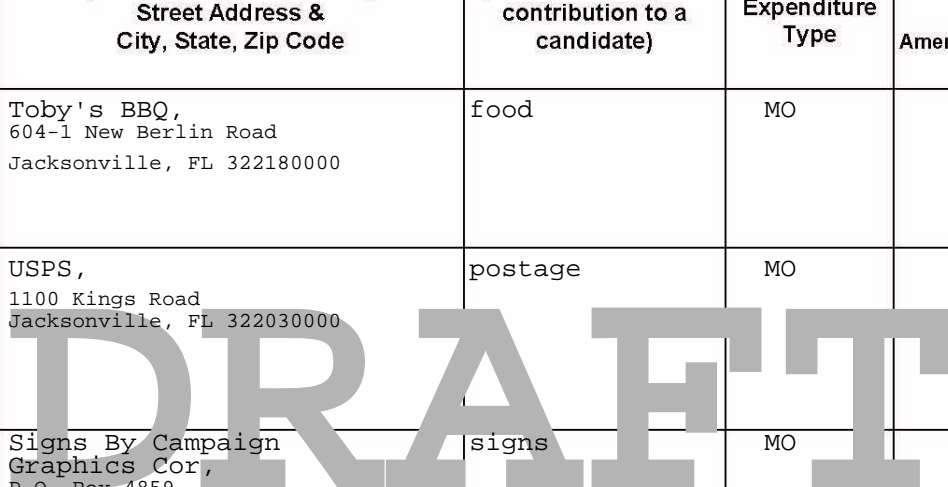 Street Address &
City, State, Zip Code
contribution to a
candidate)
Expenditure
Type
Toby's BBQ,
604-1 New Berlin Road
Jacksonville, FL 322180000
food
MO
USPS,
1100 Kings Road
Jacksonville, FL 322030000
postage
MO
DRAFT
Signs By Campaign
Graphics Cor,
P.O. Box 4859
signs
MO